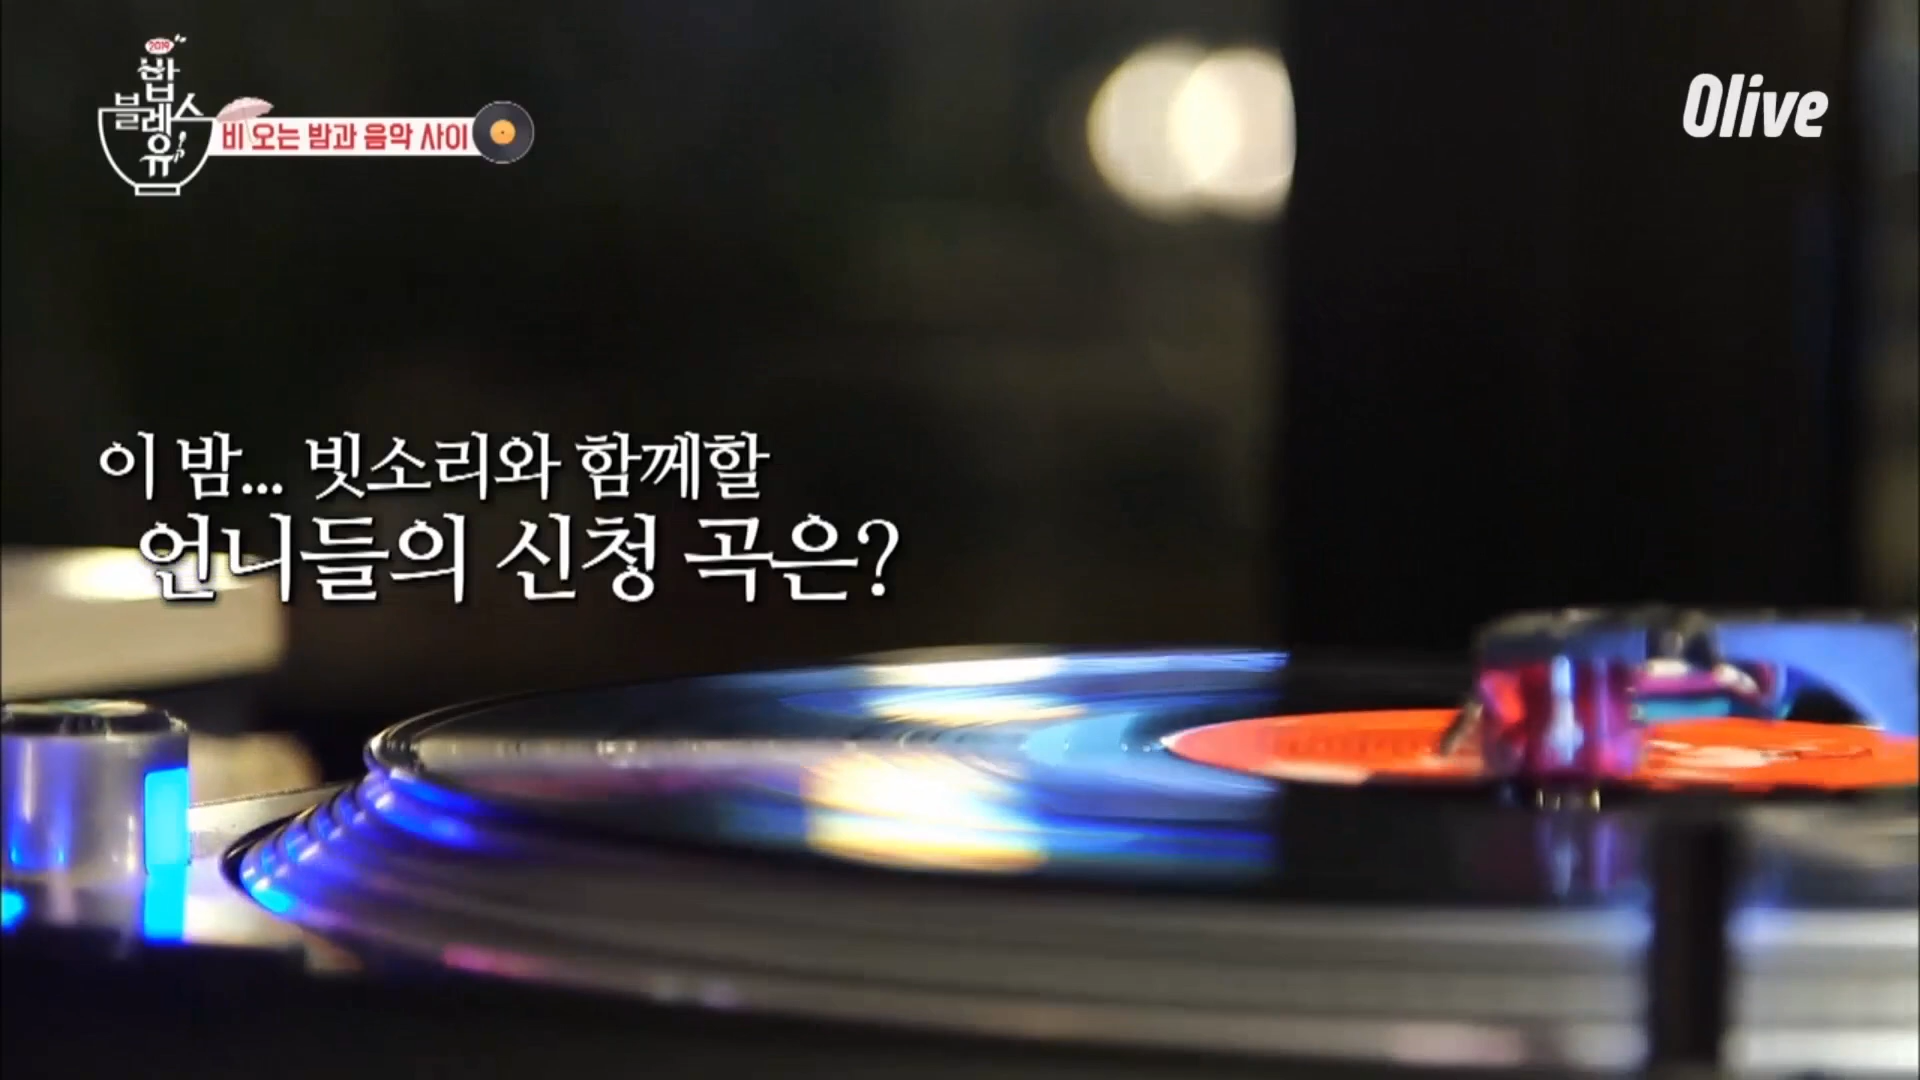 2019
밥
블레스
유
비 오는 밤과 음악 사이
Olive
이 밤... 빗소리와 함께할
언니들의 신청 곡은?